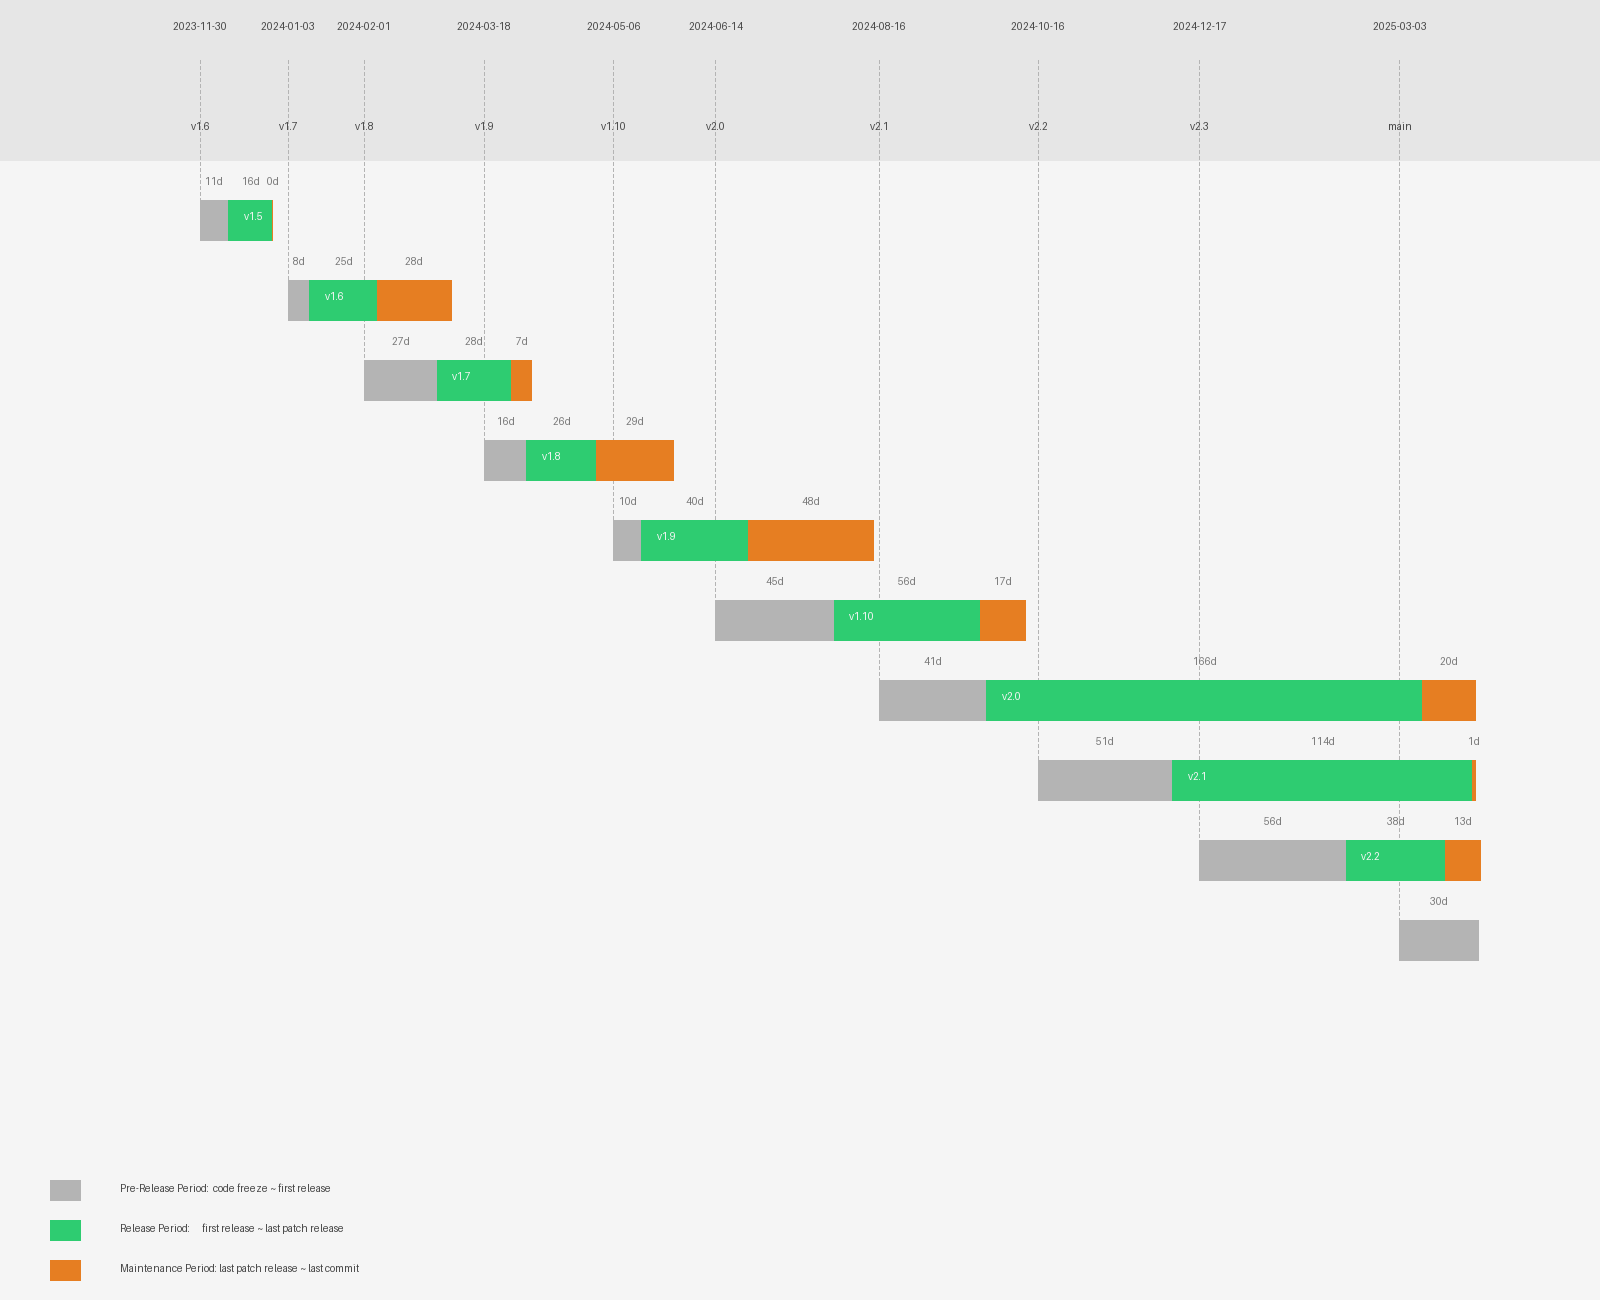 2023-11-30 2024-01-03 2024-02-01 2024-03-18 2024-05-06 2024-06-14 2024-08-16 2024-10-16 2024-12-17 2025-03-03
v1.6 v1.7 v1.8 v1.9 v1.10 v2.0 v2.1 v2.2 v2.3 main
11d 16d 0d
v1.5
8d 25d 28d
v1.6
27d 28d 7d
v1.7
16d 26d 29d
v1.8
10d 40d 48d
v1.9
45d 56d 17d
v1.10
41d 166d 20d
v2.0
51d 114d 1d
v2.1
56d 38d 13d
v2.2
30d
Pre-Release Period: code freeze ~ first release
Release Period: first release ~ last patch release
Maintenance Period: last patch release ~ last commit